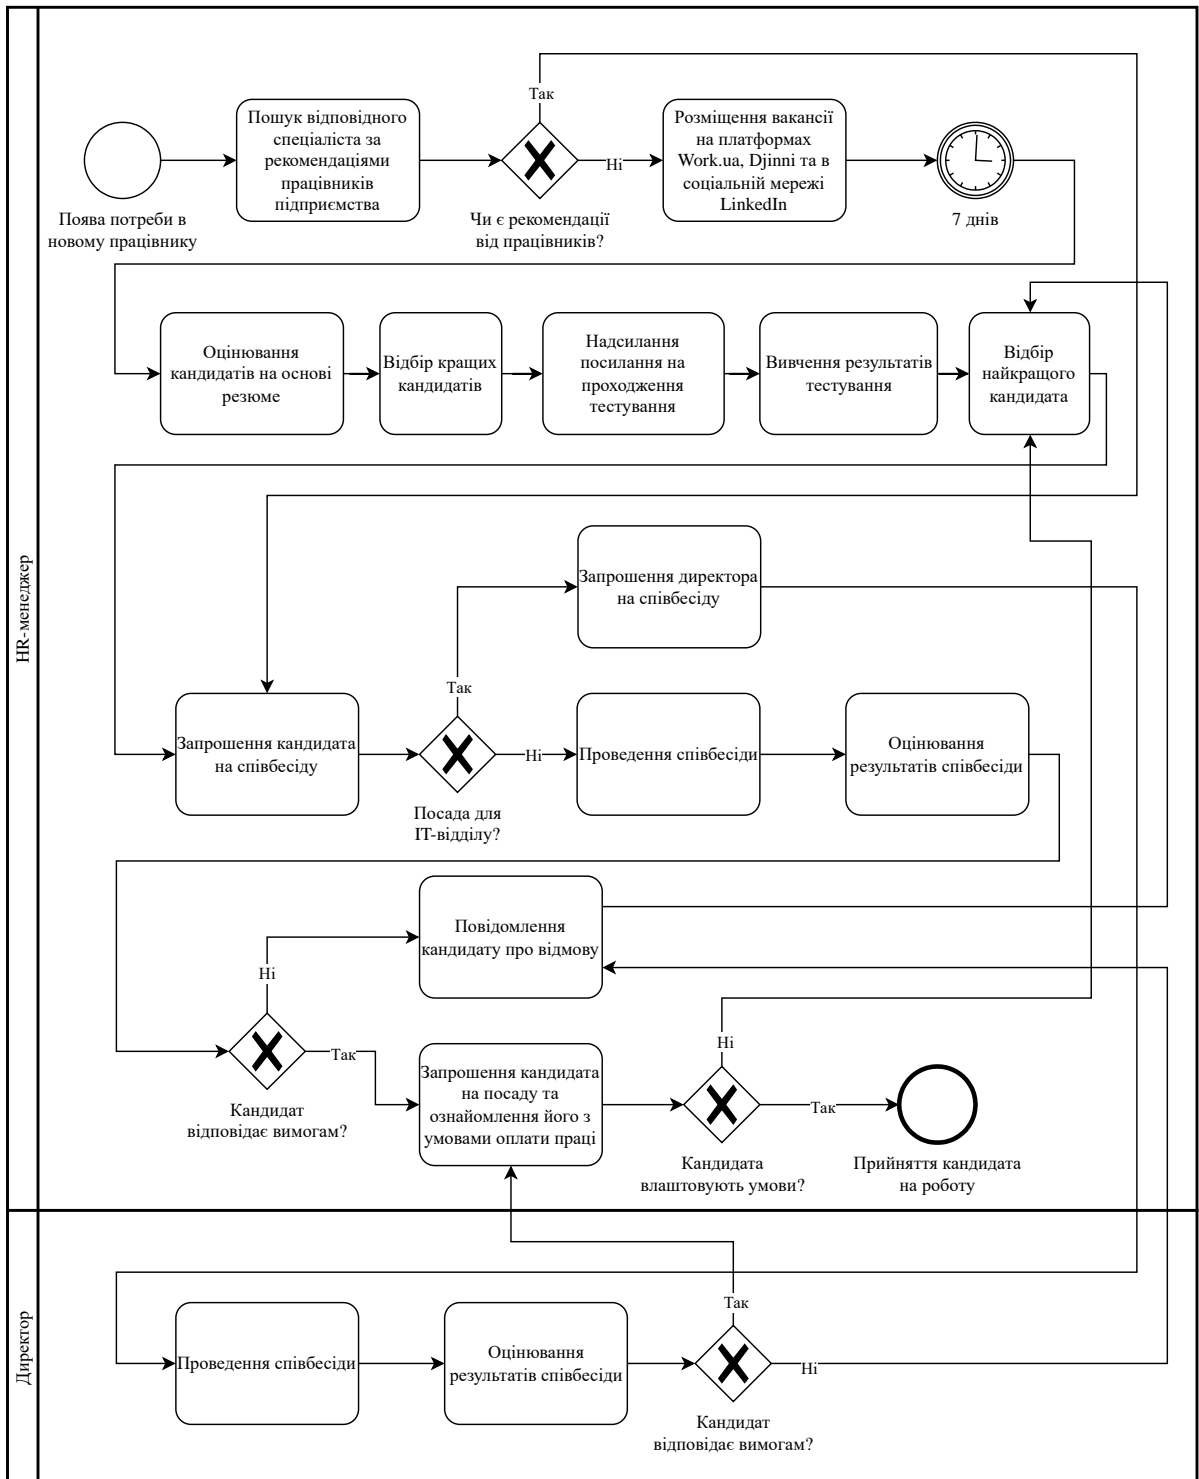 HR-менеджер
Так
Пошук відповідного
спеціаліста за
рекомендаціями
працівників
підприємства
Розміщення вакансії
на платформах
Work.ua, Djinni та в
соціальній мережі
LinkedIn
Ні
Поява потреби в
новому працівнику
Чи є рекомендації
від працівників?
7 днів
Оцінювання
кандидатів на основі
резюме
Відбір кращих
кандидатів
Надсилання
посилання на
проходження
тестування
Вивчення результатів
тестування
Відбір
найкращого
кандидата
Запрошення директора
на співбесіду
Так
Запрошення кандидата
на співбесіду
Ні
Проведення співбесіди
Оцінювання
результатів співбесіди
Посада для
ІТ-відділу?
Повідомлення
кандидату про відмову
Ні
Так
Кандидат
відповідає вимогам?
Запрошення кандидата
на посаду та
ознайомлення його з
умовами оплати праці
Ні
Так
Кандидата
влаштовують умови?
Прийняття кандидата
на роботу
Директор
Так
Проведення співбесіди
Оцінювання
результатів співбесіди
Ні
Кандидат
відповідає вимогам?